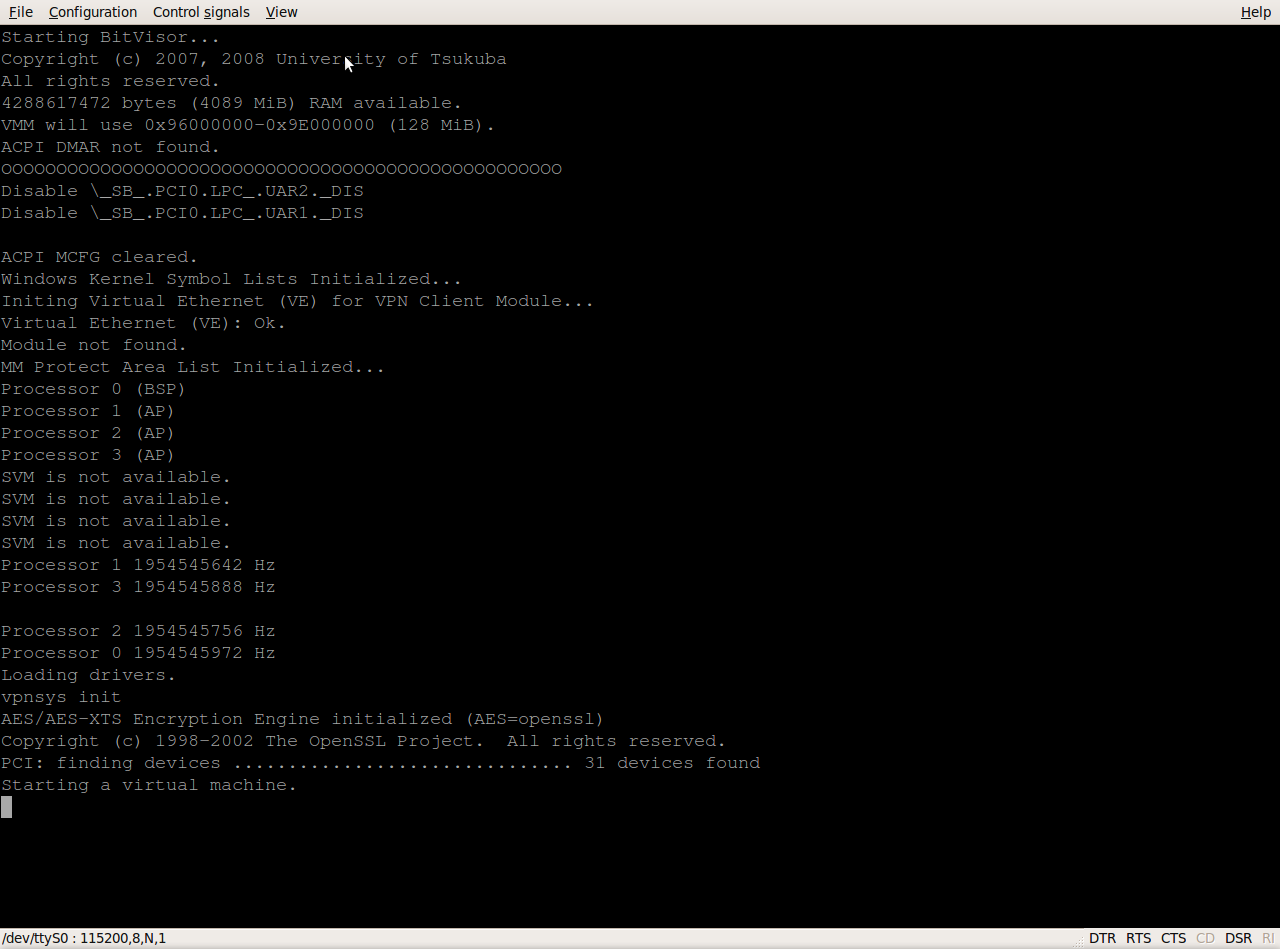 File Configuration Control signals View Help
Starting BitVisor...
Copyright (c) 2007, 2008 University of Tsukuba
All rights reserved.
4288617472 bytes (4089 MiB) RAM available.
VMM will use 0x96000000-0x9E000000 (128 MiB).
ACPI DMAR not found.
OOOOOOOOOOOOOOOOOOOOOOOOOOOOOOOOOOOOOOOOOOOOOOOOOOO
Disable \_SB_.PCI0.LPC_.UAR2._DIS
Disable \_SB_.PCI0.LPC_.UAR1._DIS
ACPI MCFG cleared.
Windows Kernel Symbol Lists Initialized...
Initing Virtual Ethernet (VE) for VPN Client Module...
Virtual Ethernet (VE): Ok.
Module not found.
MM Protect Area List Initialized...
Processor 0 (BSP)
Processor 1 (AP)
Processor 2 (AP)
Processor 3 (AP)
SVM is not available.
SVM is not available.
SVM is not available.
SVM is not available.
Processor 1 1954545642 Hz
Processor 3 1954545888 Hz
Processor 2 1954545756 Hz
Processor 0 1954545972 Hz
Loading drivers.
vpnsys init
AES/AES-XTS Encryption Engine initialized (AES=openssl)
Copyright (c) 1998-2002 The OpenSSL Project.  All rights reserved.
PCI: finding devices ............................... 31 devices found
Starting a virtual machine.
/dev/ttyS0 : 115200,8,N,1 DTR RTS CTS CD DSR RI